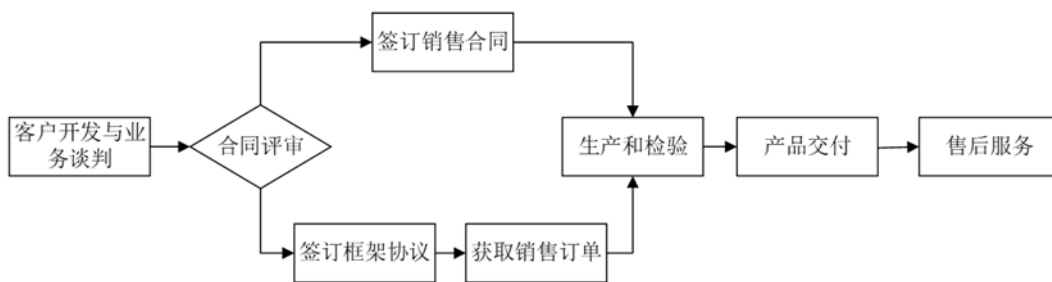 签订销售合同
客户开发与业
务谈判
合同评审
生产和检验
产品交付
售后服务
签订框架协议
获取销售订单